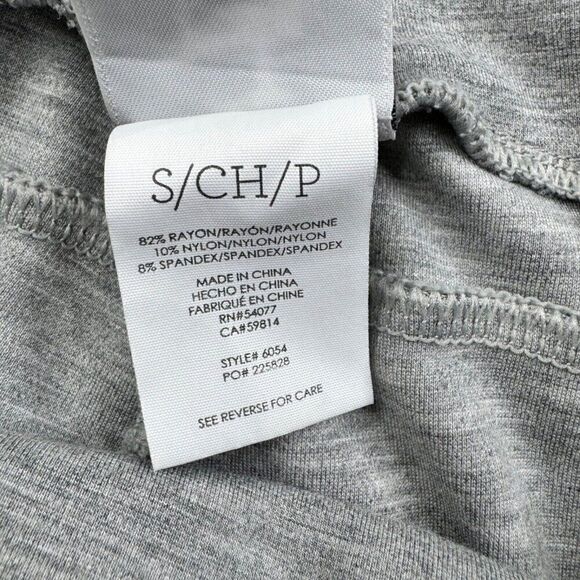 S/CH/P
82% RAYON/RAYÓN/RAYONNE
10% NYLON/NYLON/NYLON
8% SPANDEX/SPANDEX/SPANDEX
MADE IN CHINA
HECHO EN CHINA
FABRIQUÉ EN CHINE
RN#54077
CA#59814
STYLE# 6054
PO# 225828
SEE REVERSE FOR CARE